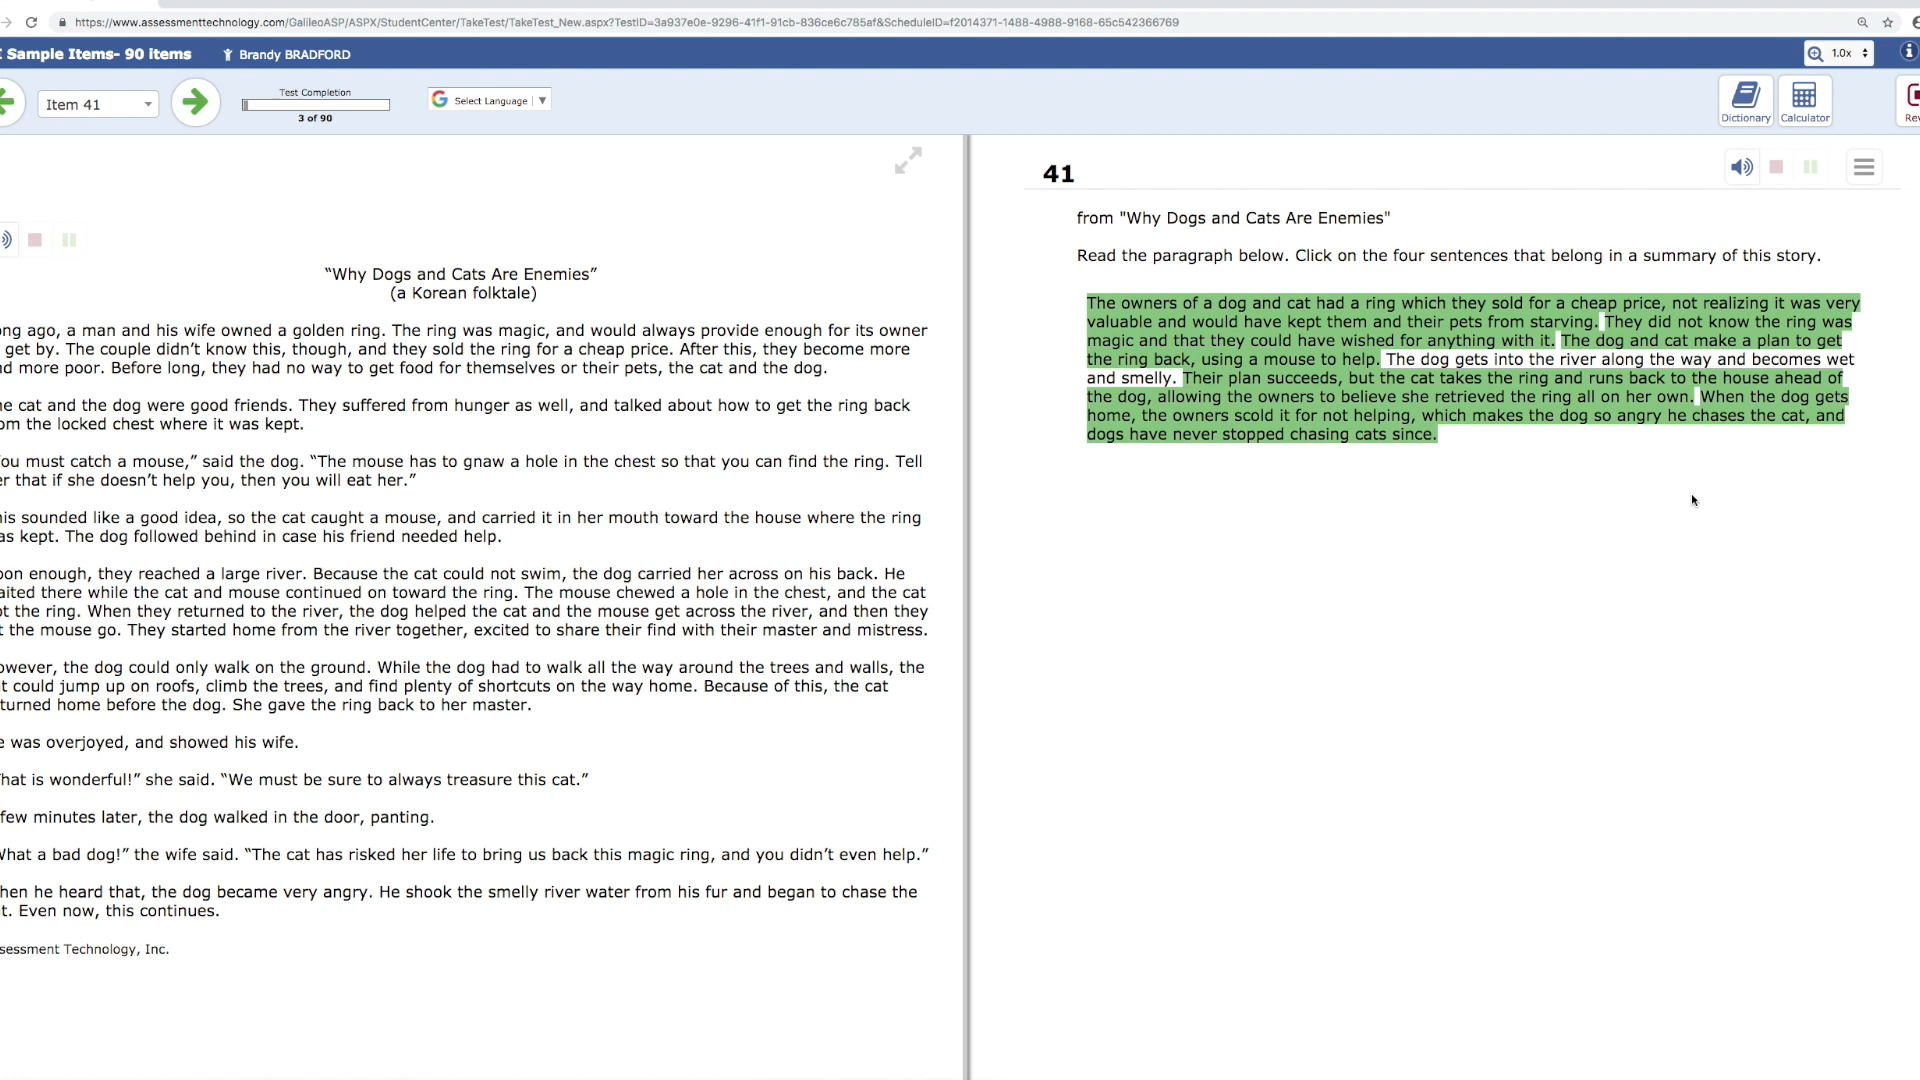 https://www.assessmenttechnology.com/GalileoASP/ASPX/StudentCenter/TakeTest/TakeTest_New.aspx?TestID=3a937e0e-9296-41f1-91cb-836ce6c785af&ScheduleID=f2014371-1488-4988-9168-65c542366769
Sample Items- 90 items
Brandy BRADFORD
1.0x
Item 41
Test Completion
3 of 90
Select Language
Dictionary
Calculator
“Why Dogs and Cats Are Enemies”
(a Korean folktale)
ago, a man and his wife owned a golden ring. The ring was magic, and would always provide enough for its owner
get by. The couple didn’t know this, though, and they sold the ring for a cheap price. After this, they become more
more poor. Before long, they had no way to get food for themselves or their pets, the cat and the dog.
cat and the dog were good friends. They suffered from hunger as well, and talked about how to get the ring back
the locked chest where it was kept.
must catch a mouse,” said the dog. “The mouse has to gnaw a hole in the chest so that you can find the ring. Tell
that if she doesn’t help you, then you will eat her.”
sounded like a good idea, so the cat caught a mouse, and carried it in her mouth toward the house where the ring
kept. The dog followed behind in case his friend needed help.
enough, they reached a large river. Because the cat could not swim, the dog carried her across on his back. He
there while the cat and mouse continued on toward the ring. The mouse chewed a hole in the chest, and the cat
the ring. When they returned to the river, the dog helped the cat and the mouse get across the river, and then they
the mouse go. They started home from the river together, excited to share their find with their master and mistress.
the dog could only walk on the ground. While the dog had to walk all the way around the trees and walls, the
could jump up on roofs, climb the trees, and find plenty of shortcuts on the way home. Because of this, the cat
home before the dog. She gave the ring back to her master.
was overjoyed, and showed his wife.
is wonderful!” she said. “We must be sure to always treasure this cat.”
few minutes later, the dog walked in the door, panting.
a bad dog!” the wife said. “The cat has risked her life to bring us back this magic ring, and you didn’t even help.”
he heard that, the dog became very angry. He shook the smelly river water from his fur and began to chase the
Even now, this continues.
Technology, Inc.
41
from "Why Dogs and Cats Are Enemies"
Read the paragraph below. Click on the four sentences that belong in a summary of this story.
The owners of a dog and cat had a ring which they sold for a cheap price, not realizing it was very
valuable and would have kept them and their pets from starving. They did not know the ring was
magic and that they could have wished for anything with it. The dog and cat make a plan to get
the ring back, using a mouse to help. The dog gets into the river along the way and becomes wet
and smelly. Their plan succeeds, but the cat takes the ring and runs back to the house ahead of
the dog, allowing the owners to believe she retrieved the ring all on her own. When the dog gets
home, the owners scold it for not helping, which makes the dog so angry he chases the cat, and
dogs have never stopped chasing cats since.